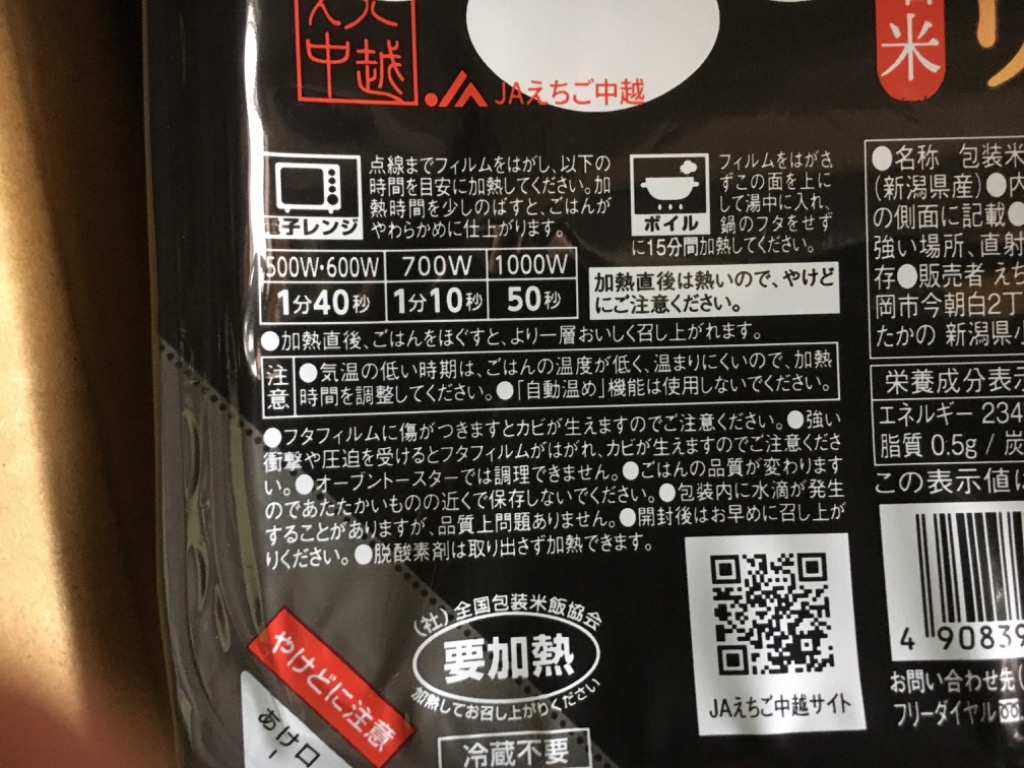 中越
JAえちご中越
米
点線までフィルムをはがし、以下の
時間を目安に加熱してください。加
熱時間を少しのばすと、ごはんが
やわらかめに仕上がります。
電子レンジ
フィルムをはがさ
ずこの面を上に
して湯中に入れ、
鍋のフタをせず
に15分間加熱してください。
ボイル
500W・600W 700W 1000W
1分40秒 1分10秒 50秒
加熱直後は熱いので、やけど
にご注意ください。
●加熱直後、ごはんをほぐすと、より一層おいしく召し上がれます。
注意
●気温の低い時期は、ごはんの温度が低く、温まりにくいので、加熱
時間を調整してください。●「自動温め」機能は使用しないでください。
●フタフィルムに傷がつきますとカビが生えますのでご注意ください。●強い
衝撃や圧迫を受けるとフタフィルムがはがれ、カビが生えますのでご注意くださ
い。●オーブントースターでは調理できません。●ごはんの品質が変わります
のであたたかいものの近くで保存しないでください。●包装内に水滴が発生
することがありますが、品質上問題ありません。●開封後はお早めに召し上が
りください。●脱酸素剤は取り出さず加熱できます。
(社)全国包装米飯協会
要加熱
加熱してお召し上がりください
やけどに注意
あけ口
冷蔵不要
JAえちご中越サイト
●名称 包装米
(新潟県産)●内
の側面に記載●
強い場所、直射
存●販売者 えち
岡市今朝白2丁
たかの 新潟県小
栄養成分表示
エネルギー 234
脂質 0.5g / 炭
この表示値は
4 90839
お問い合わせ先(
フリーダイヤル